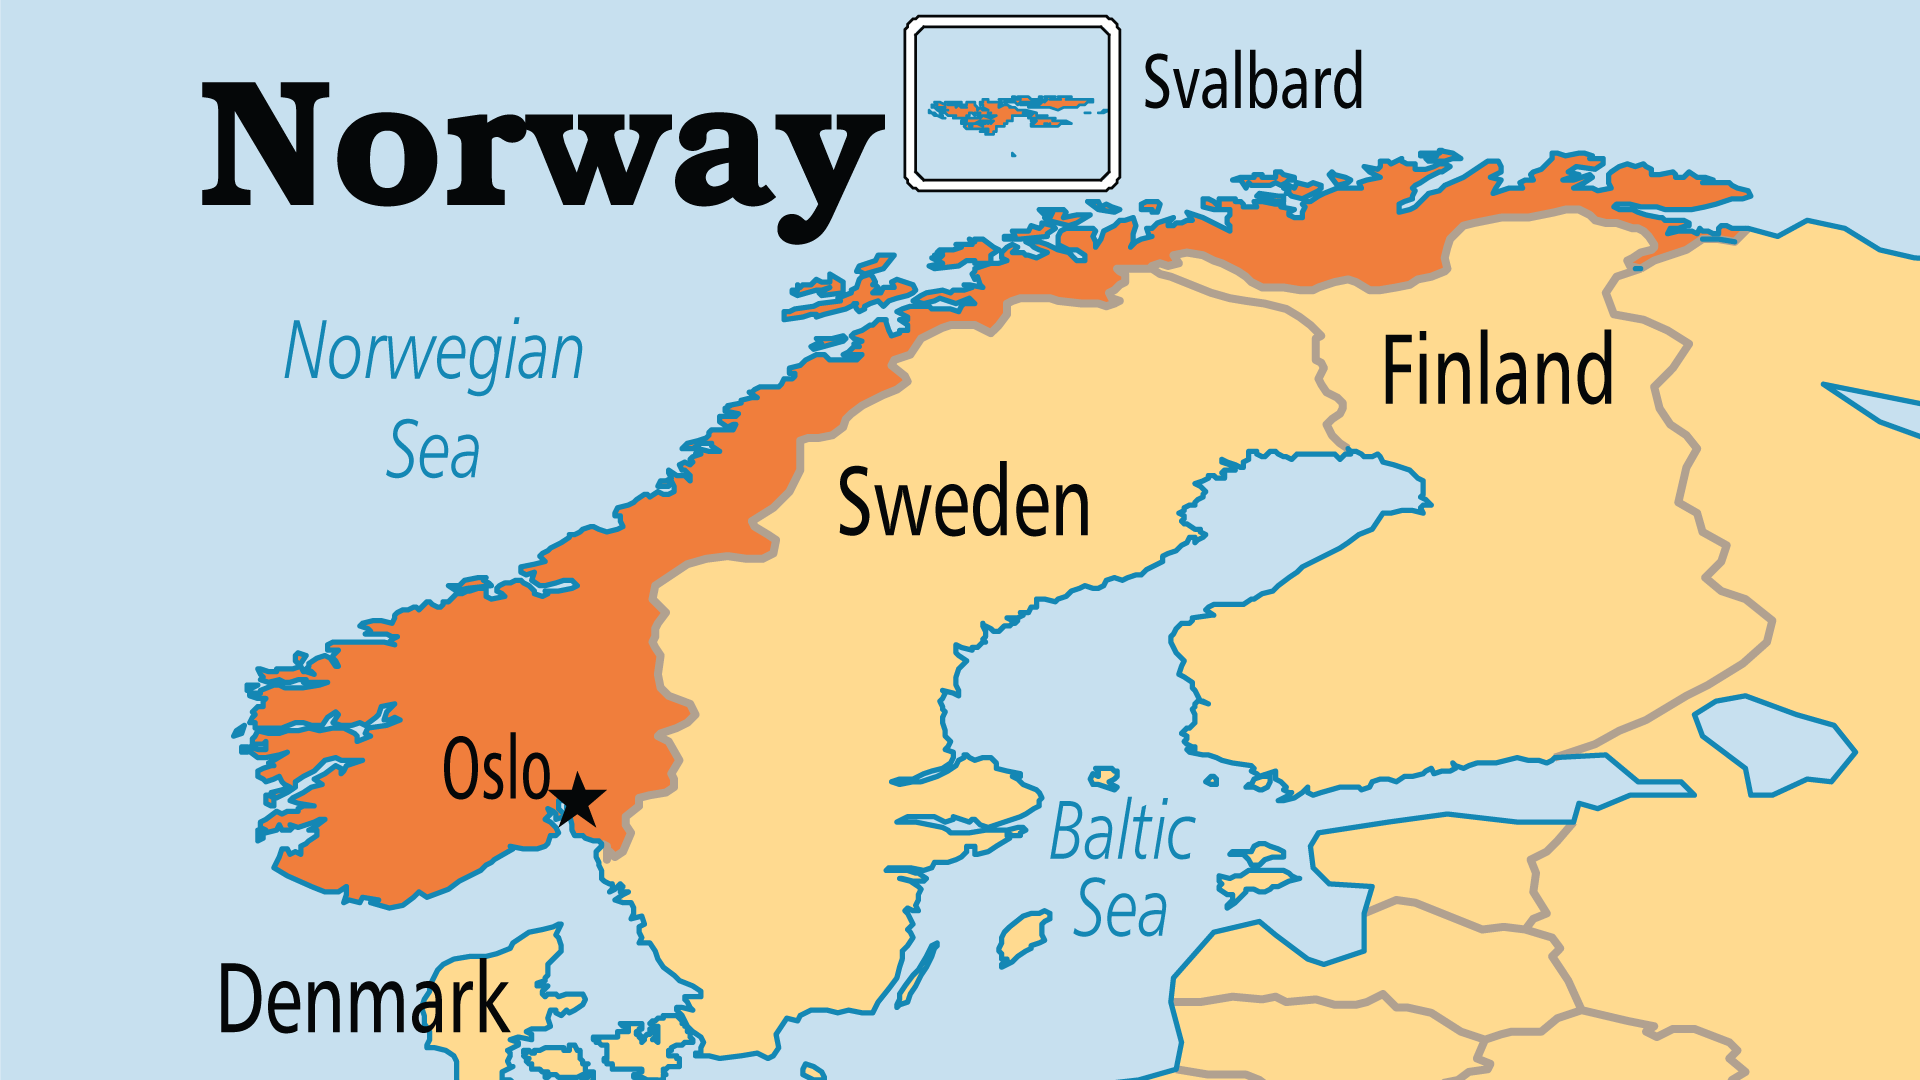 Norway
Svalbard
Norwegian
Sea
Finland
Sweden
Oslo
Baltic
Sea
Denmark